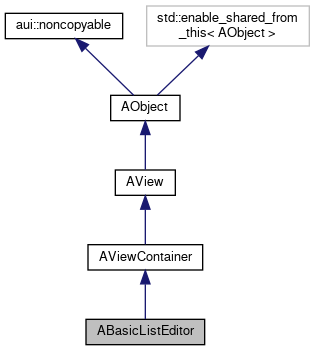 aui::noncopyable
std::enable_shared_from
_this< AObject >
AObject
AView
AViewContainer
ABasicListEditor